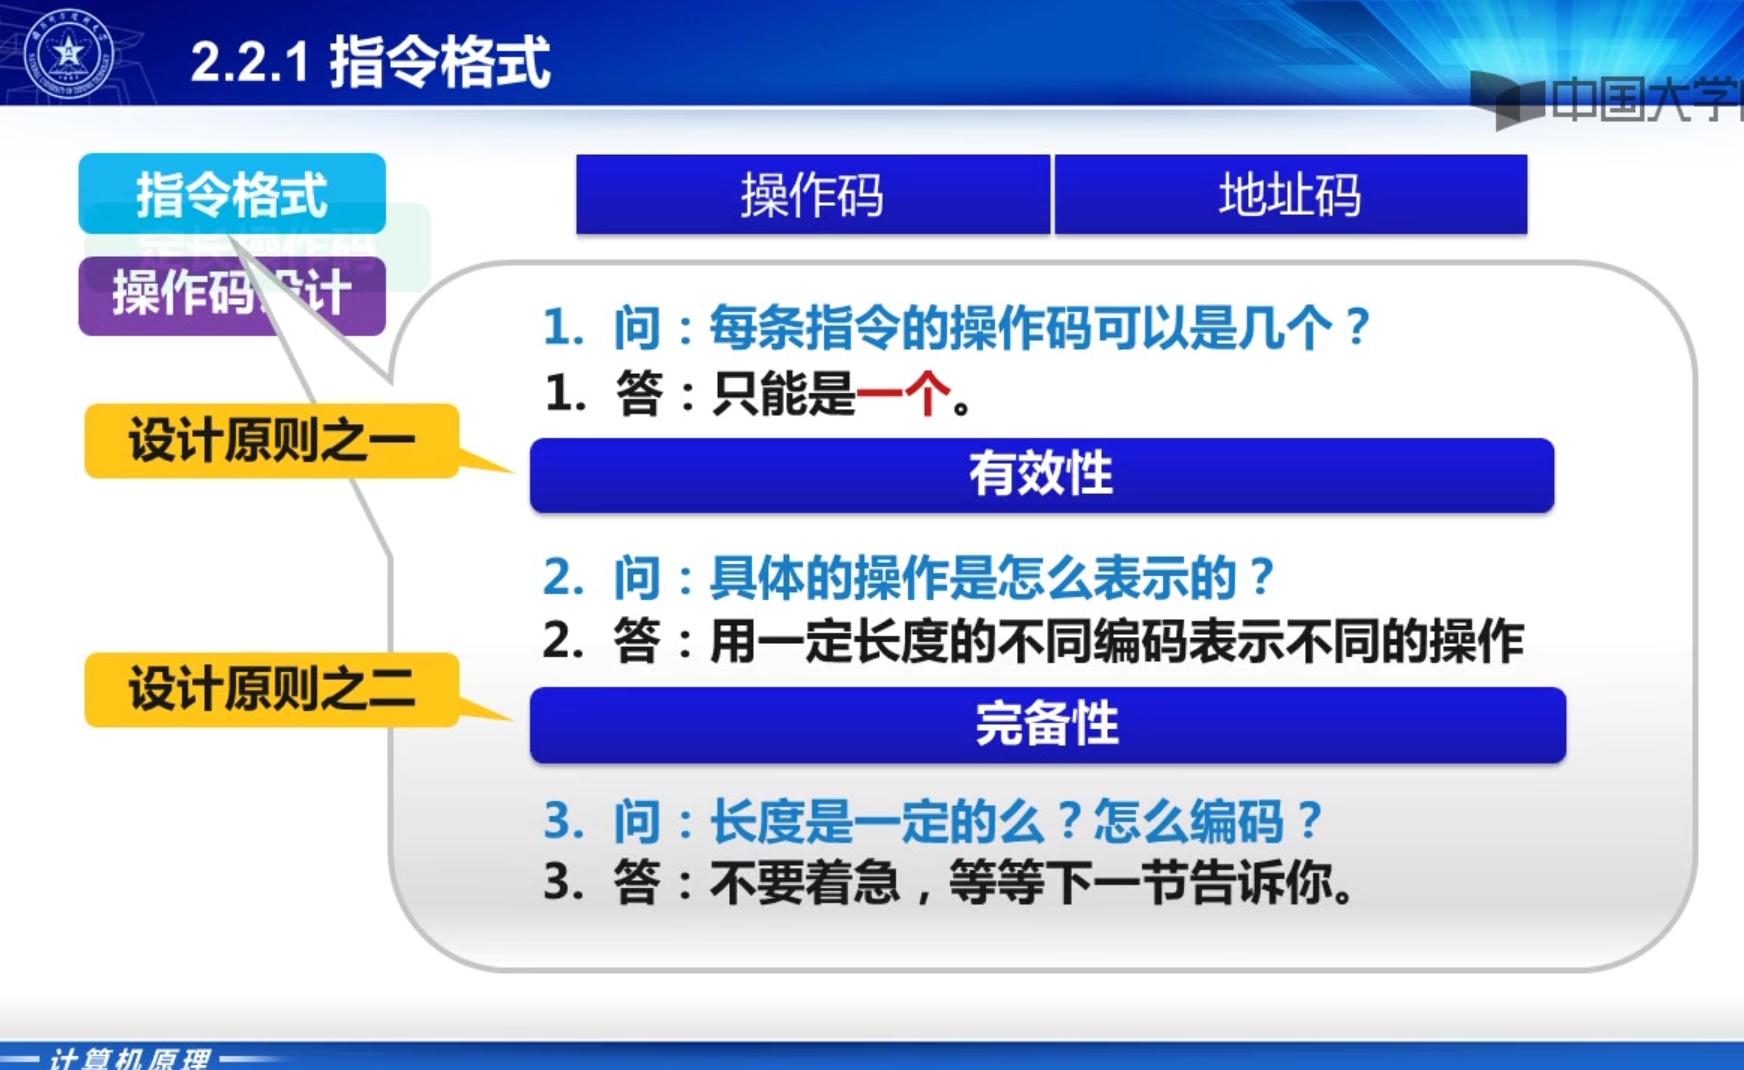 2.2.1 指令格式
中国大学
指令格式
操作码
地址码
定长操作码
操作码设计
1. 问：每条指令的操作码可以是几个？
1. 答：只能是一个。
设计原则之一
有效性
2. 问：具体的操作是怎么表示的？
2. 答：用一定长度的不同编码表示不同的操作
设计原则之二
完备性
3. 问：长度是一定的么？怎么编码？
3. 答：不要着急，等等下一节告诉你。
计算机原理